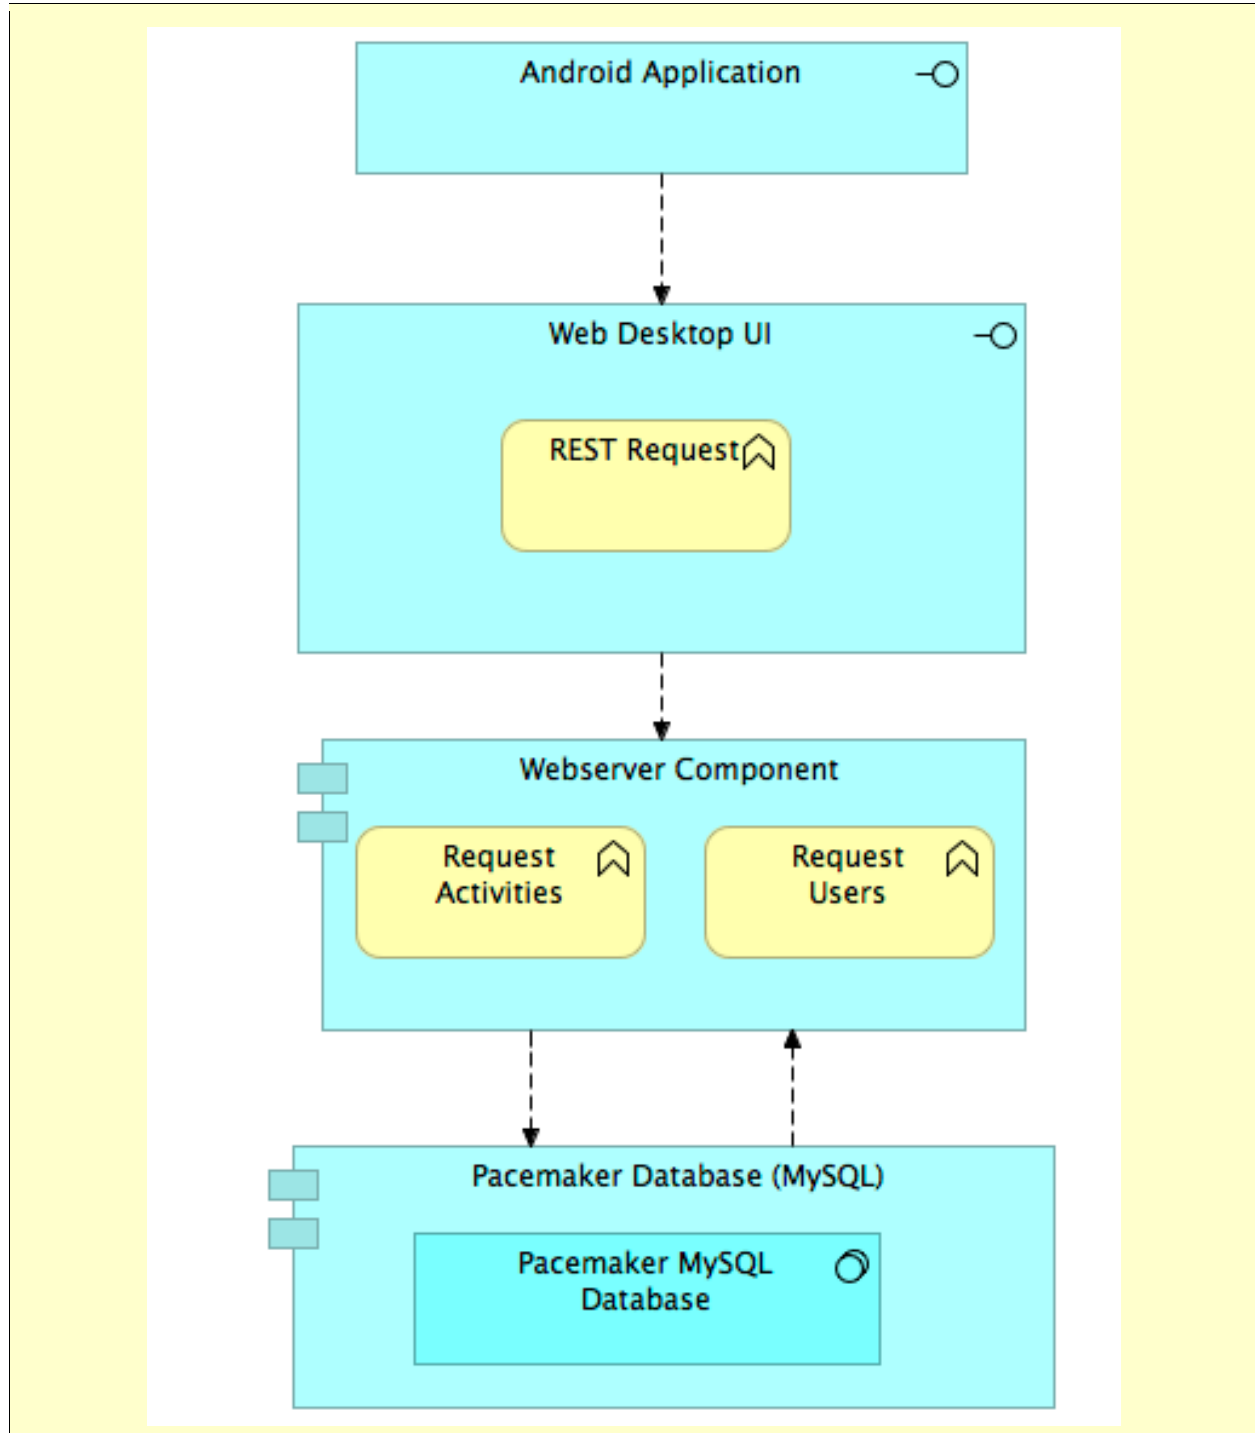 Android Application
Web Desktop UI
REST Request
Webserver Component
Request
Activities
Request
Users
Pacemaker Database (MySQL)
Pacemaker MySQL
Database